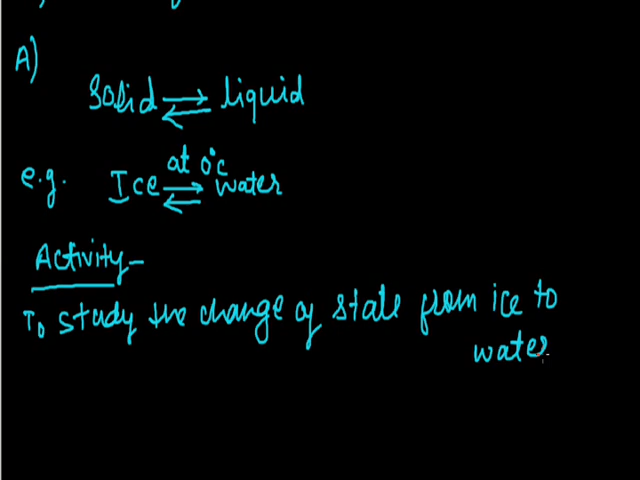 A)
Solid ⇌ liquid
at 0°C
e.g. Ice ⇌ water
Activity-
To study the change of state from ice to
water